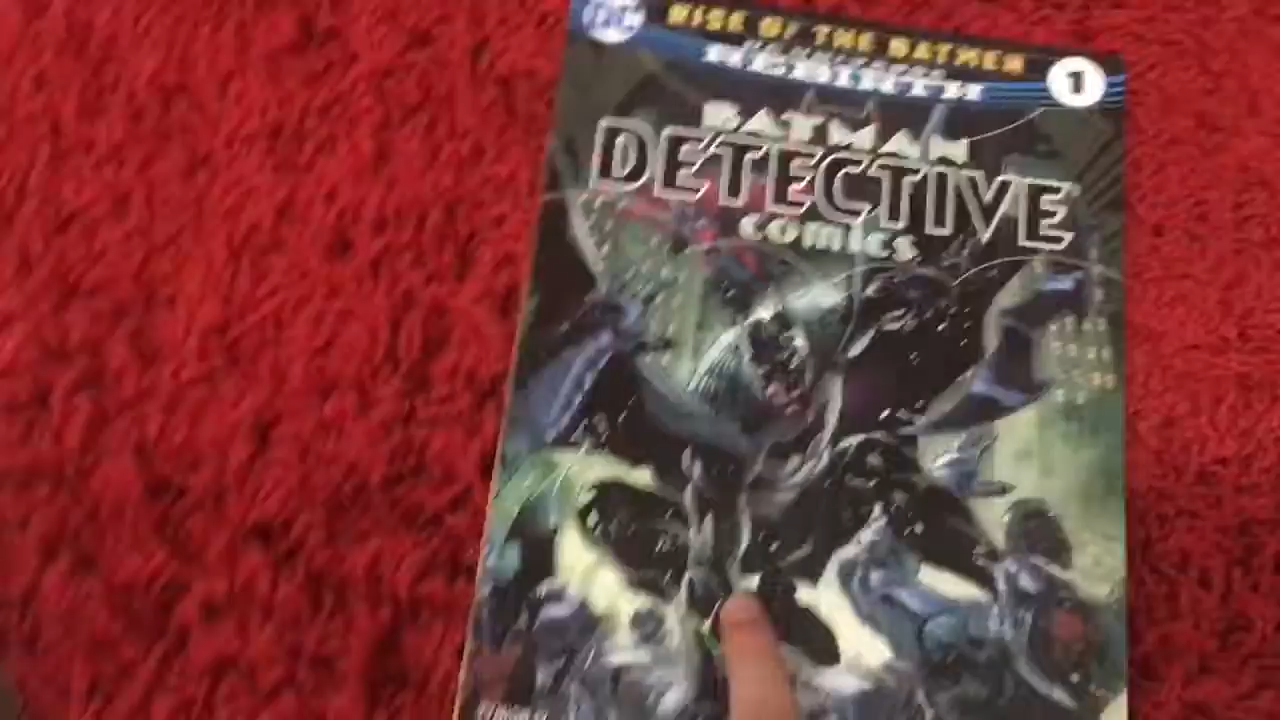 RISE OF THE BATMEN
REBIRTH
1
BATMAN
DETECTIVE
COMICS